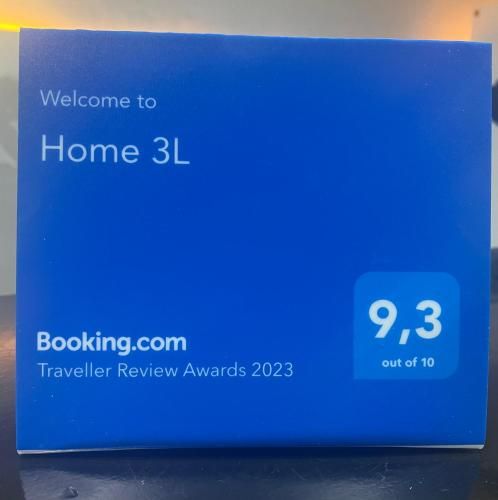 Welcome to
Home 3L
9,3
out of 10
Booking.com
Traveller Review Awards 2023